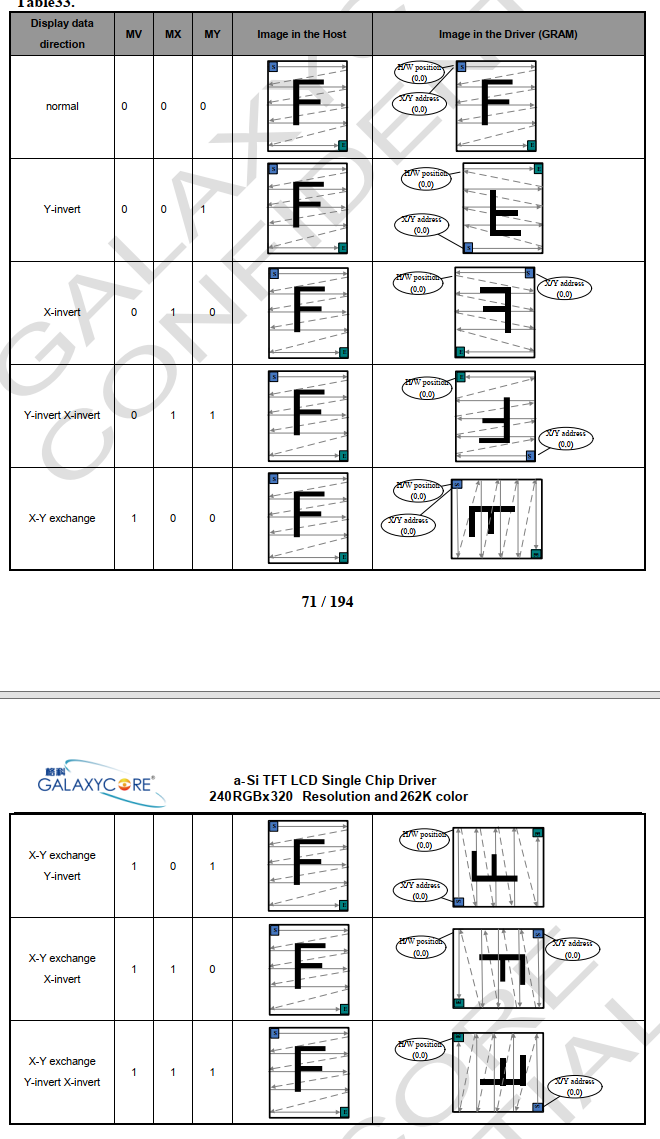 Table33.
Display data direction MV MX MY Image in the Host Image in the Driver (GRAM)
normal 0 0 0 S E H/W position (0.0) X/Y address (0.0) S E
Y-invert 0 0 1 S E H/W position (0.0) X/Y address (0.0) E S
X-invert 0 1 0 S E H/W position (0.0) S X/Y address (0.0) E
Y-invert X-invert 0 1 1 S E H/W position (0.0) E X/Y address (0.0) S
X-Y exchange 1 0 0 S E H/W position (0.0) X/Y address (0.0) S E
71 / 194
格科
GALAXYCORE®
a-Si TFT LCD Single Chip Driver
240RGBx320 Resolution and 262K color
X-Y exchange Y-invert 1 0 1 S E H/W position (0.0) X/Y address (0.0) E S
X-Y exchange X-invert 1 1 0 S E H/W position (0.0) S X/Y address (0.0) E
X-Y exchange Y-invert X-invert 1 1 1 S E H/W position (0.0) E X/Y address (0.0) S